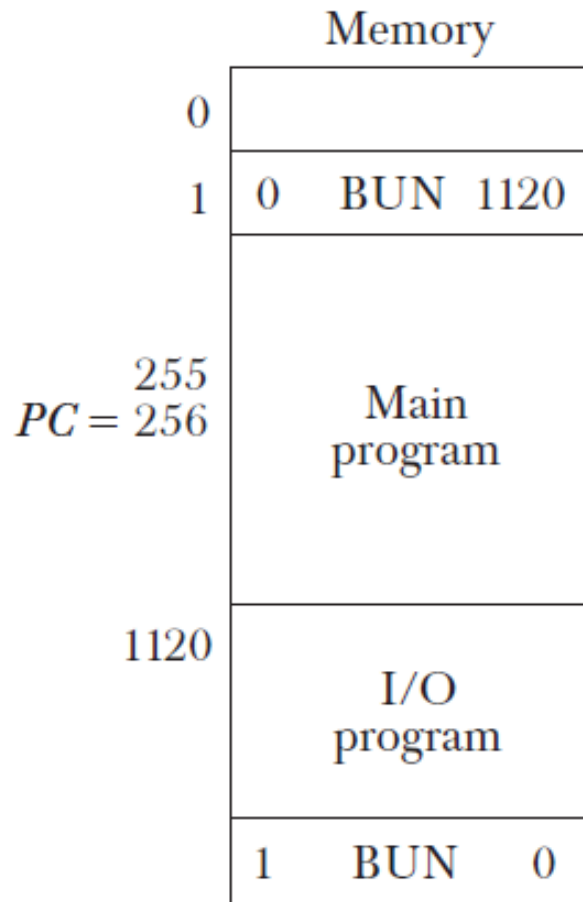 Memory
0
1 0 BUN 1120
255
PC = 256
Main
program
1120
I/O
program
1 BUN 0